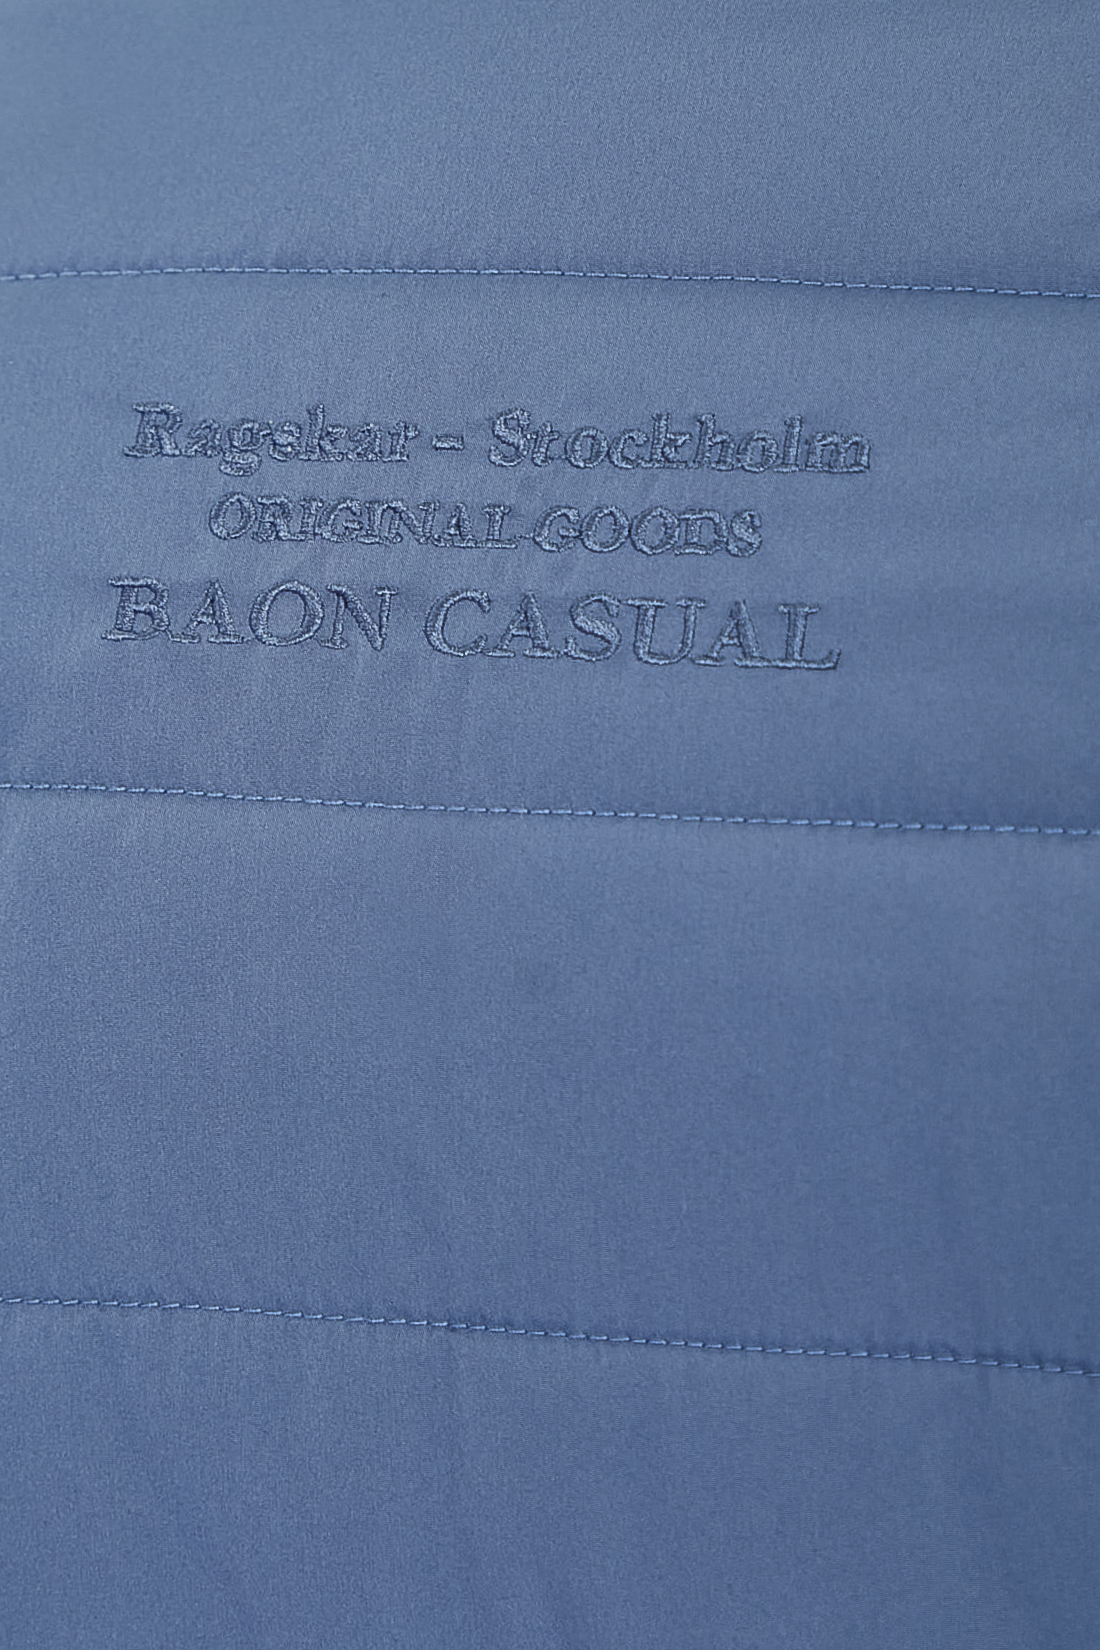 Ragskar - Stockholm
ORIGINAL GOODS
BAON CASUAL